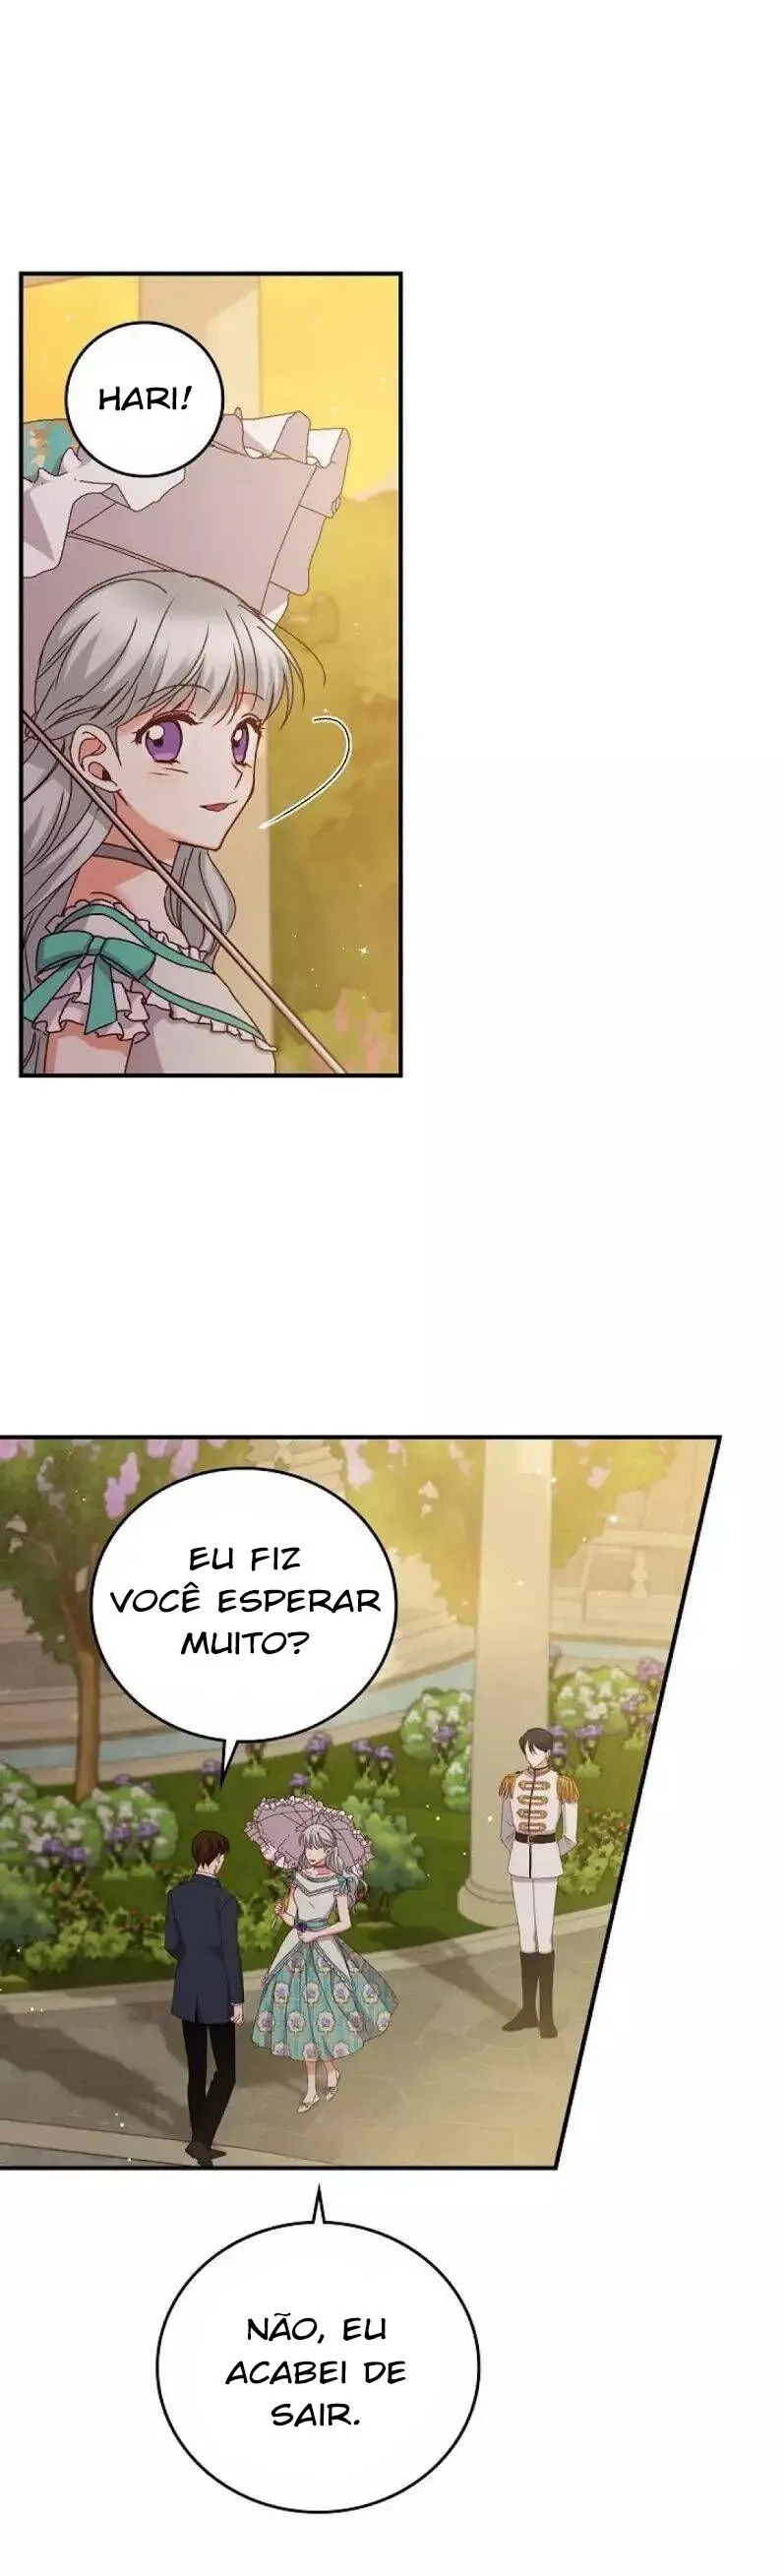 HARI!
EU FIZ
VOCÊ ESPERAR
MUITO?
NÃO, EU
ACABEI DE
SAIR.